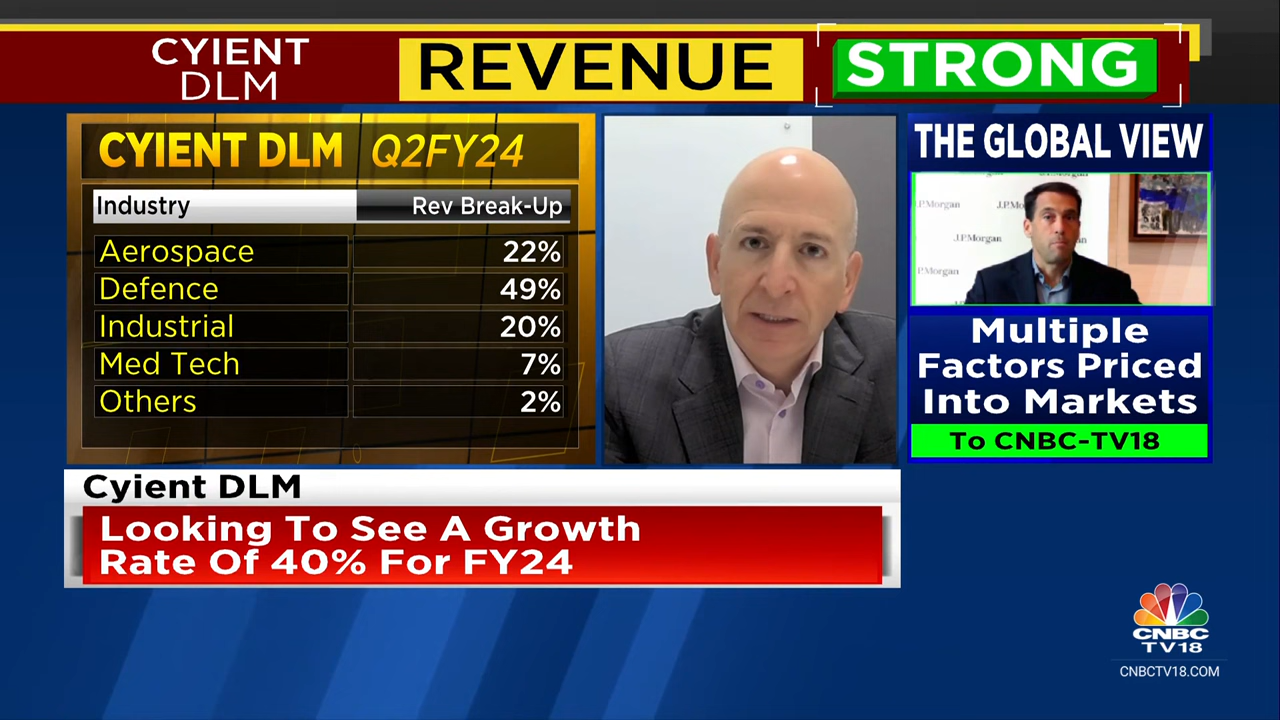 CYIENT
DLM
REVENUE
STRONG
CYIENT DLM Q2FY24
Industry Rev Break-Up
Aerospace 22%
Defence 49%
Industrial 20%
Med Tech 7%
Others 2%
THE GLOBAL VIEW
J.P.Morgan
Multiple
Factors Priced
Into Markets
To CNBC-TV18
Cyient DLM
Looking To See A Growth
Rate Of 40% For FY24
CNBC
TV18
CNBCTV18.COM